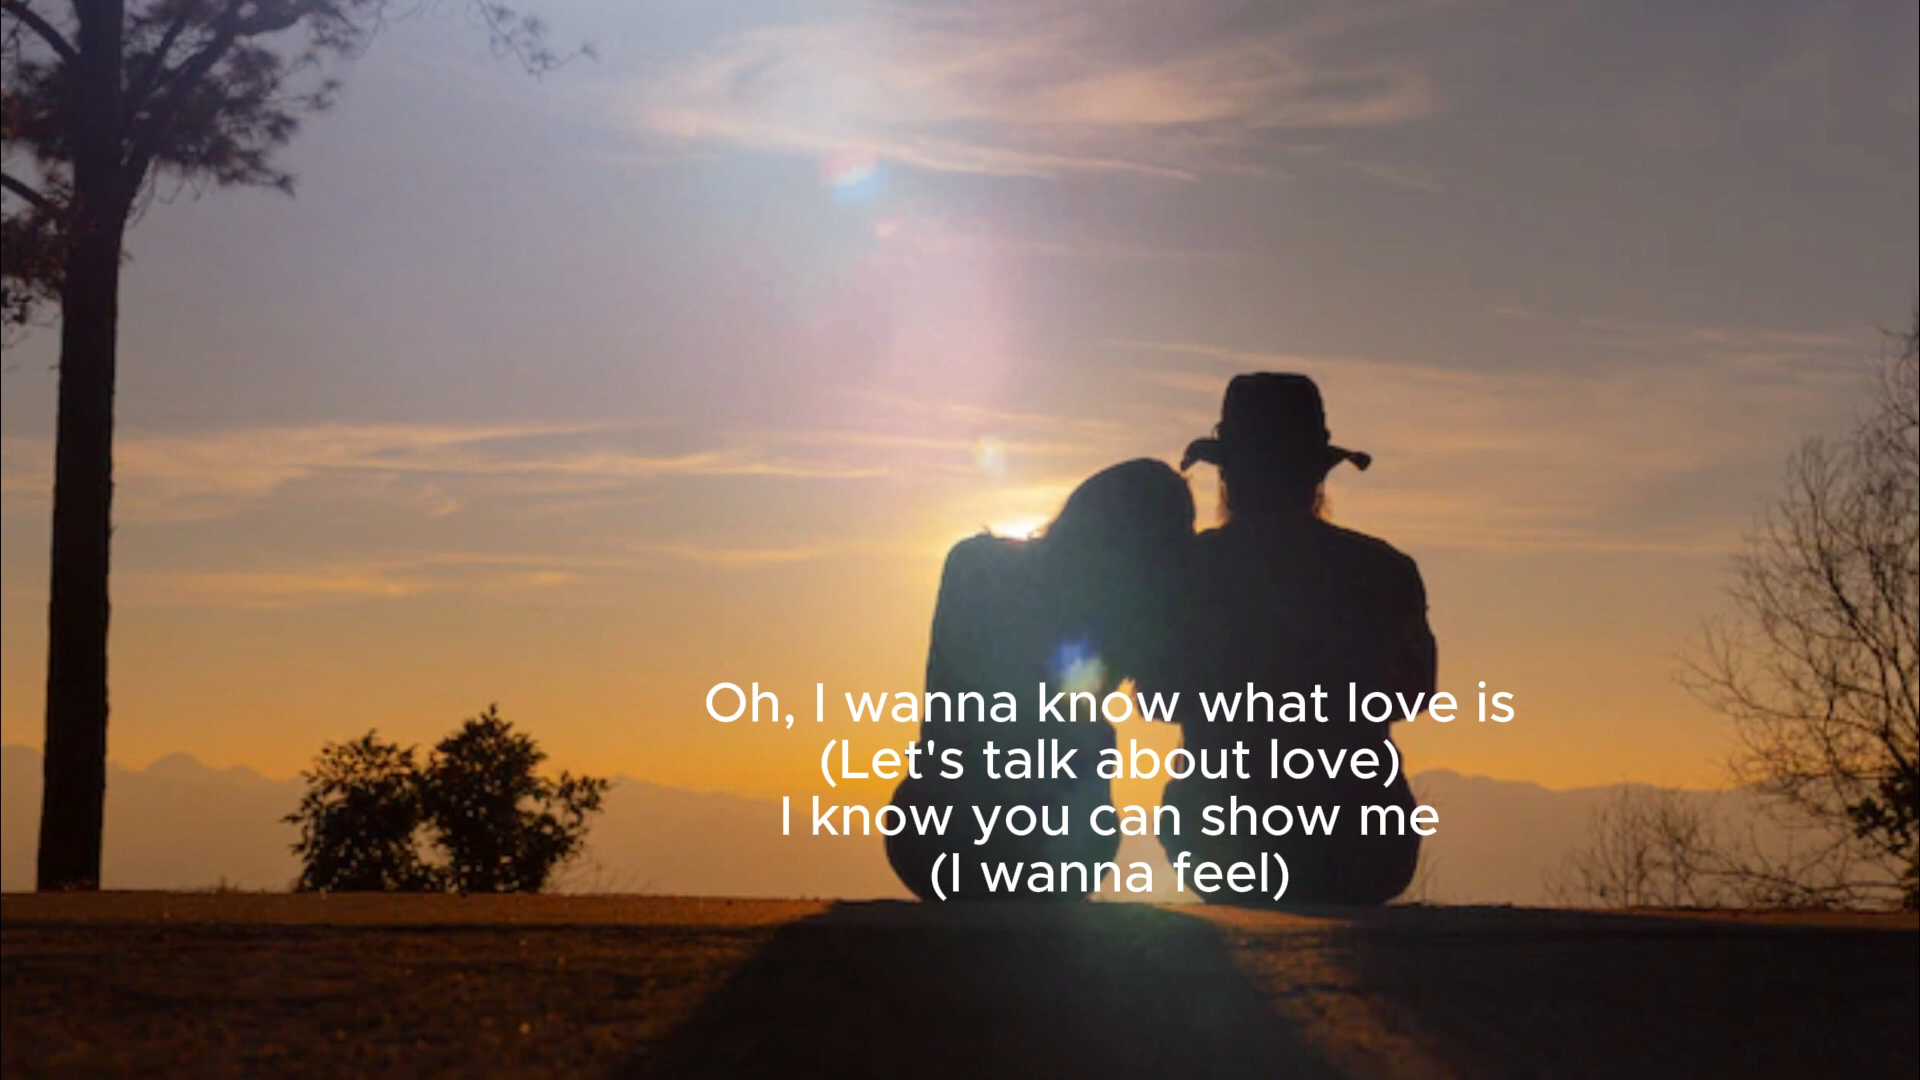 Oh, I wanna know what love is
(Let's talk about love)
I know you can show me
(I wanna feel)